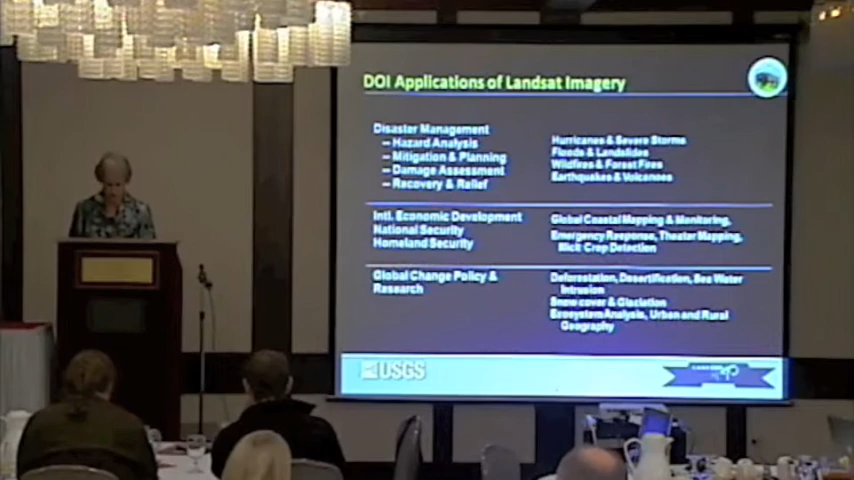 DOI Applications of Landsat Imagery
Disaster Management
– Hazard Analysis
– Mitigation & Planning
– Damage Assessment
– Recovery & Relief
Hurricanes & Severe Storms
Floods & Landslides
Wildfires & Forest Fires
Earthquakes & Volcanoes
Intl. Economic Development
National Security
Homeland Security
Global Coastal Mapping & Monitoring,
Emergency Response, Theater Mapping,
Illicit Crop Detection
Global Change Policy &
Research
Deforestation, Desertification, Sea Water
Intrusion
Snow cover & Glaciation
Ecosystem Analysis, Urban and Rural
Geography
USGS